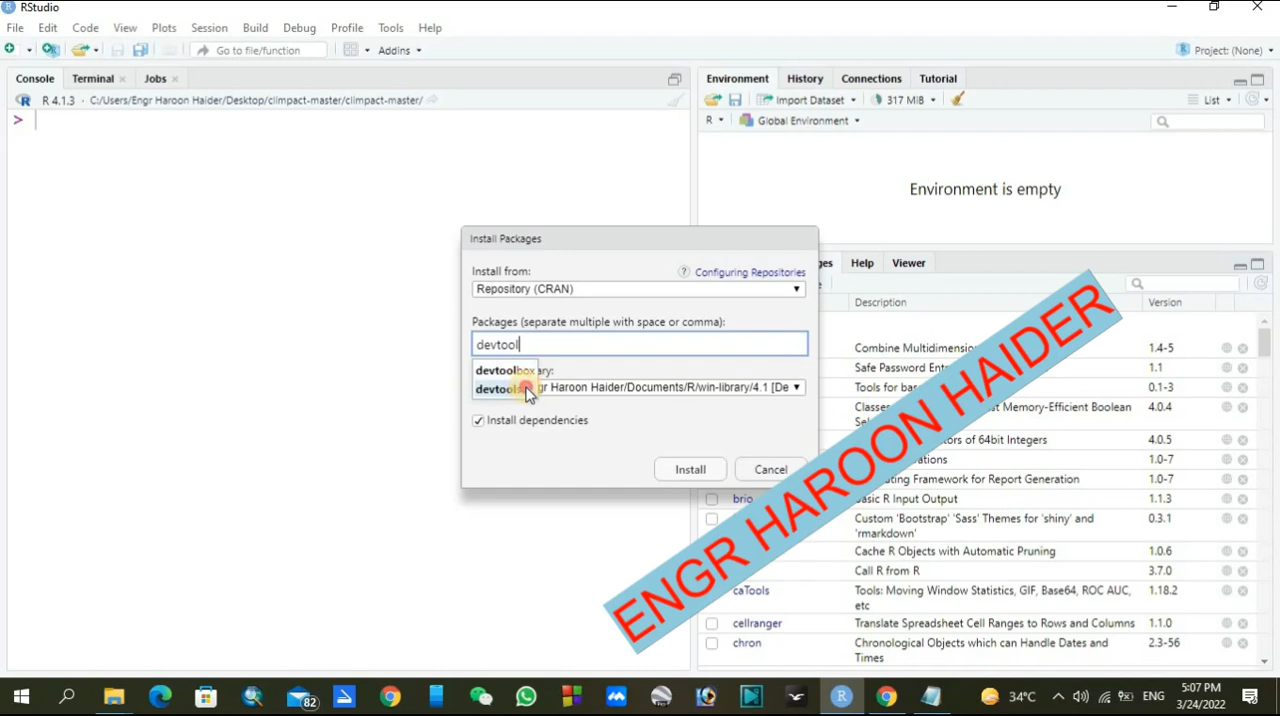 RStudio
File Edit Code View Plots Session Build Debug Profile Tools Help
Go to file/function Addins Project: (None)
Console Terminal Jobs
R 4.1.3 · C:/Users/Engr Haroon Haider/Desktop/climpact-master/climpact-master/
>
Environment History Connections Tutorial
Import Dataset 317 MiB List
R Global Environment
Environment is empty
Install Packages
Install from: ? Configuring Repositories
Repository (CRAN)
Packages (separate multiple with space or comma):
devtool
devtoolbox ary:
devtools gr Haroon Haider/Documents/R/win-library/4.1 [De
Install dependencies
Install Cancel
ges Help Viewer
Description Version
Combine Multidimension 1.4-5
Safe Password Ent 1.1
Tools for bas 0.1-3
Classes st Memory-Efficient Boolean 4.0.4
ors of 64bit Integers 4.0.5
ations 1.0-7
ating Framework for Report Generation 1.0-7
brio Basic R Input Output 1.1.3
Custom 'Bootstrap' 'Sass' Themes for 'shiny' and 0.3.1
'rmarkdown'
Cache R Objects with Automatic Pruning 1.0.6
Call R from R 3.7.0
caTools Tools: Moving Window Statistics, GIF, Base64, ROC AUC, 1.18.2
etc
cellranger Translate Spreadsheet Cell Ranges to Rows and Columns 1.1.0
chron Chronological Objects which can Handle Dates and 2.3-56
Times
ENGR HAROON HAIDER
82 34°C ENG 5:07 PM
3/24/2022